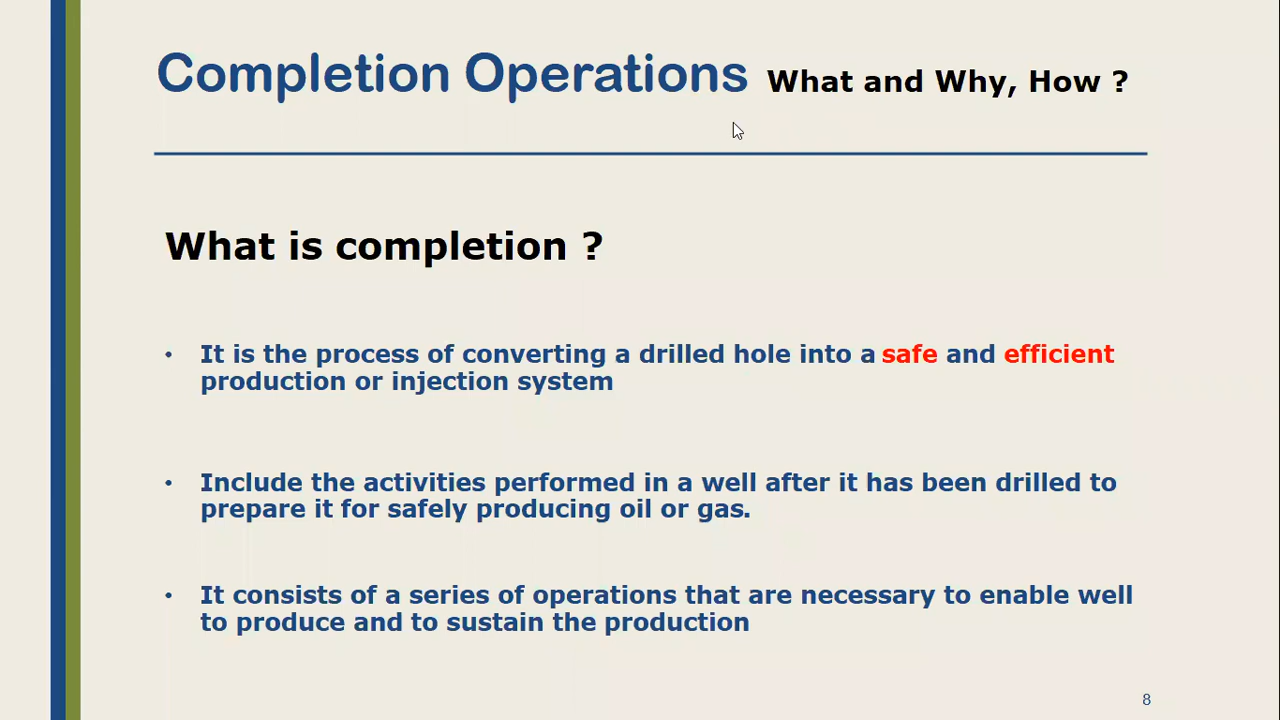 Completion Operations What and Why, How ?
What is completion ?
• It is the process of converting a drilled hole into a safe and efficient
production or injection system
• Include the activities performed in a well after it has been drilled to
prepare it for safely producing oil or gas.
• It consists of a series of operations that are necessary to enable well
to produce and to sustain the production
8